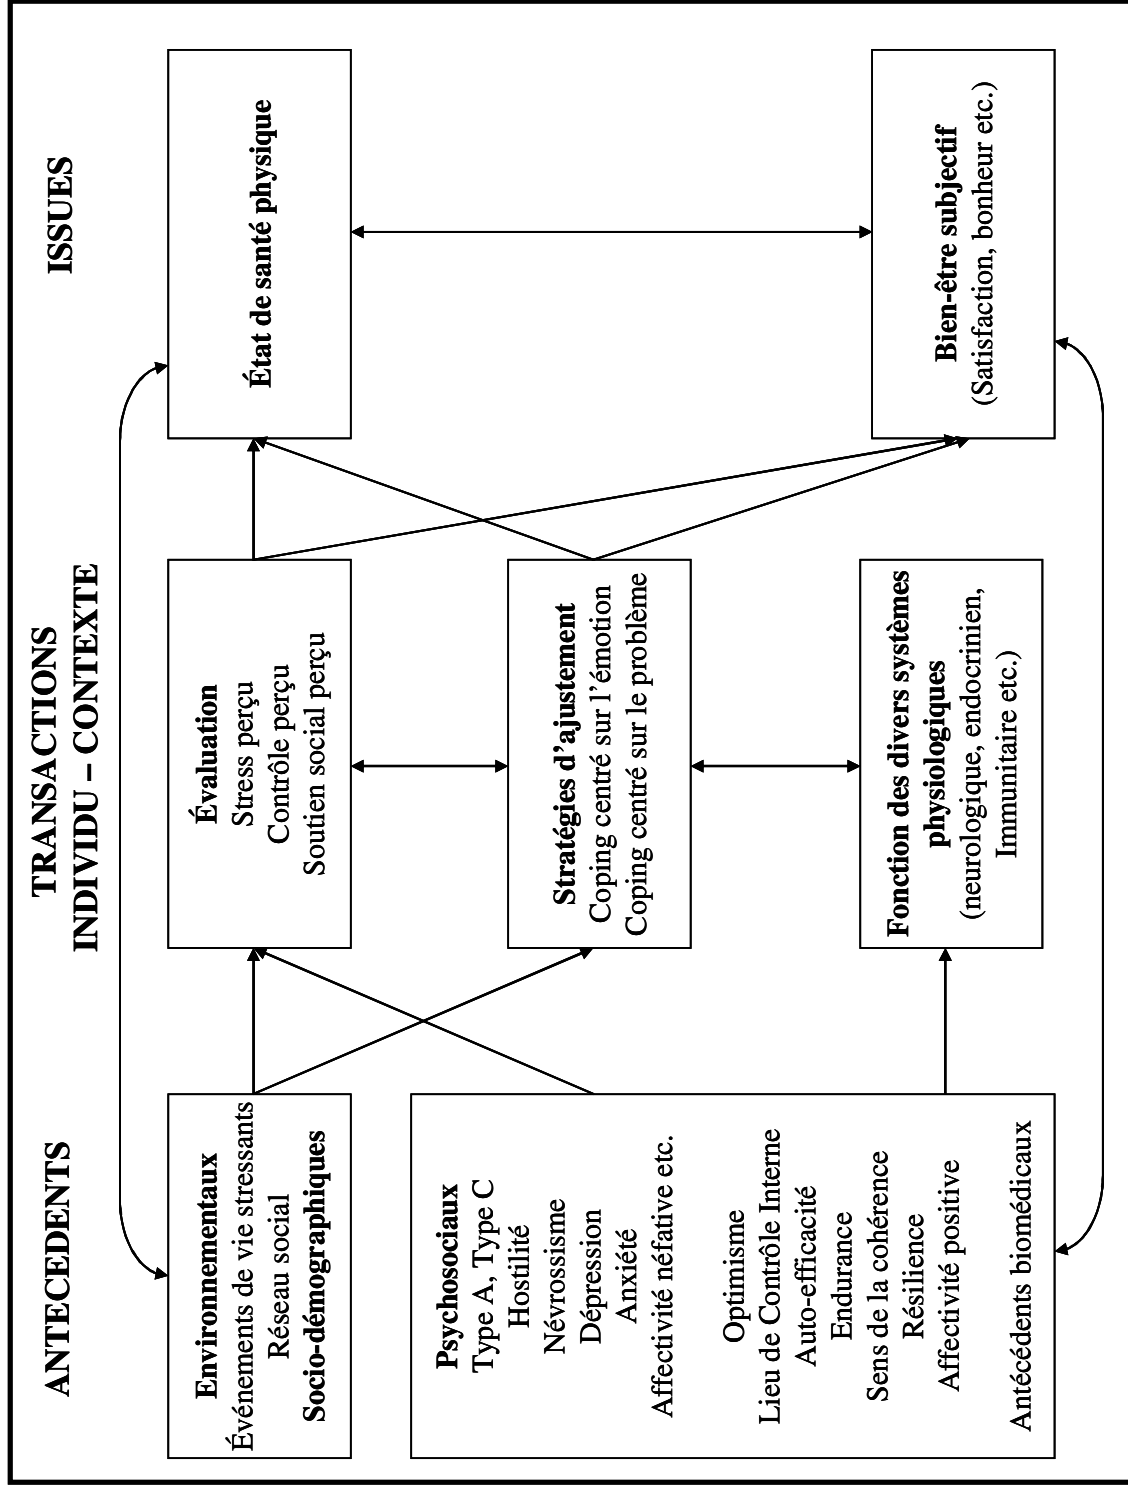 ANTECEDENTS
Environnementaux
Événements de vie stressants
Réseau social
Socio-démographiques
Psychosociaux
Type A, Type C
Hostilité
Névrossisme
Dépression
Anxiété
Affectivité néfative etc.
Optimisme
Lieu de Contrôle Interne
Auto-efficacité
Endurance
Sens de la cohérence
Résilience
Affectivité positive
Antécédents biomédicaux
TRANSACTIONS
INDIVIDU – CONTEXTE
Évaluation
Stress perçu
Contrôle perçu
Soutien social perçu
Stratégies d’ajustement
Coping centré sur l’émotion
Coping centré sur le problème
Fonction des divers systèmes
physiologiques
(neurologique, endocrinien,
Immunitaire etc.)
ISSUES
État de santé physique
Bien-être subjectif
(Satisfaction, bonheur etc.)